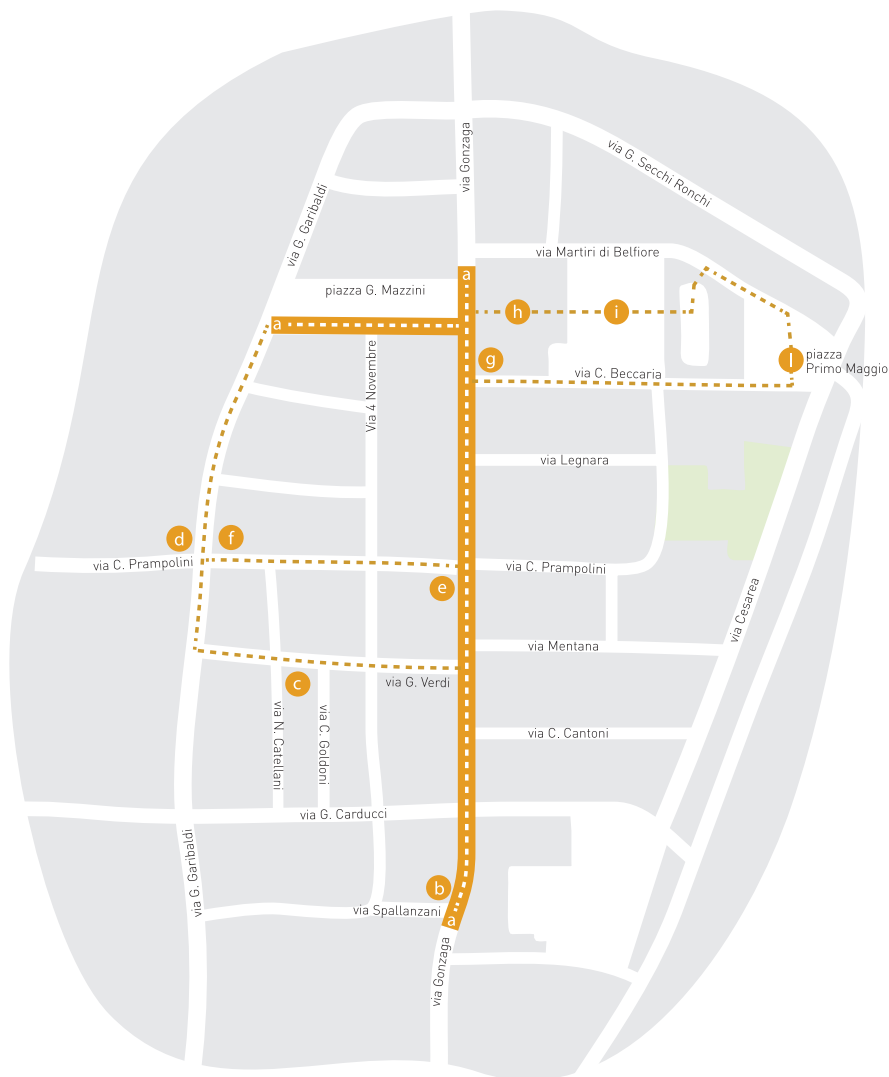 via Gonzaga
via G. Secchi Ronchi
via G. Garibaldi
via Martiri di Belfiore
a
piazza G. Mazzini
h
i
a
g
l
piazza
Primo Maggio
via C. Beccaria
Via 4 Novembre
via Legnara
d
f
via C. Prampolini
via C. Prampolini
e
via Cesarea
via Mentana
c
via G. Verdi
via N. Catellani
via C. Goldoni
via C. Cantoni
via G. Carducci
via G. Garibaldi
b
via Spallanzani
a
via Gonzaga